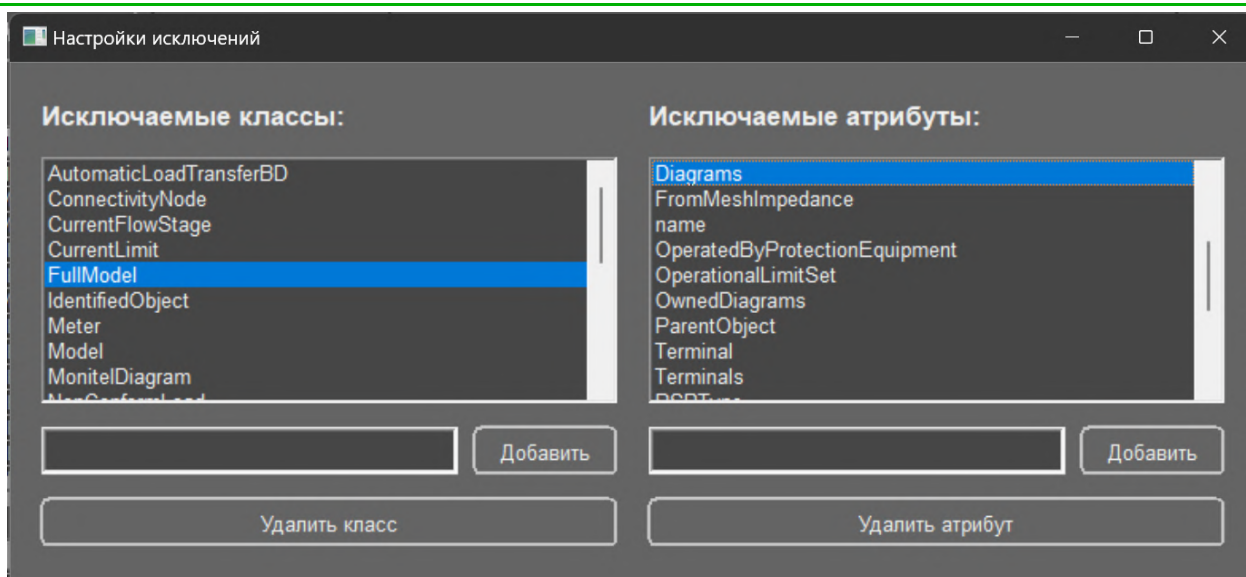 Настройки исключений
Исключаемые классы:
AutomaticLoadTransferBD
ConnectivityNode
CurrentFlowStage
CurrentLimit
FullModel
IdentifiedObject
Meter
Model
MonitelDiagram
NonConformLoad
Добавить
Удалить класс
Исключаемые атрибуты:
Diagrams
FromMeshImpedance
name
OperatedByProtectionEquipment
OperationalLimitSet
OwnedDiagrams
ParentObject
Terminal
Terminals
Добавить
Удалить атрибут